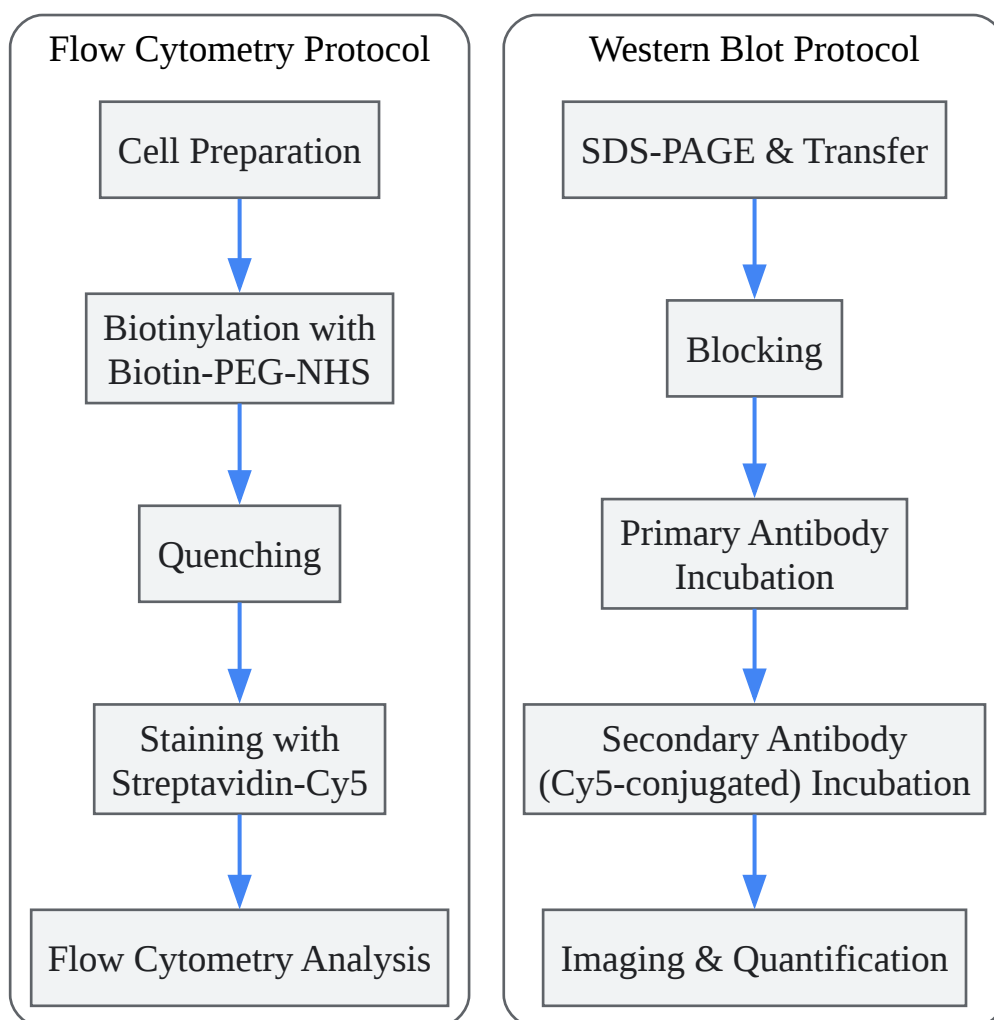 Flow Cytometry Protocol
Cell Preparation
Biotinylation with
Biotin-PEG-NHS
Quenching
Staining with
Streptavidin-Cy5
Flow Cytometry Analysis
Western Blot Protocol
SDS-PAGE & Transfer
Blocking
Primary Antibody
Incubation
Secondary Antibody
(Cy5-conjugated) Incubation
Imaging & Quantification